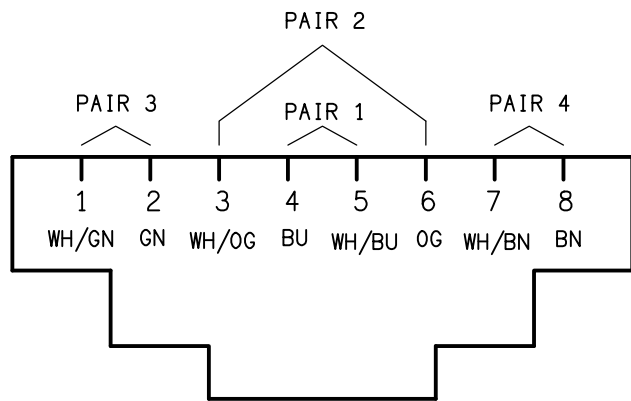 PAIR 2
PAIR 3 PAIR 1 PAIR 4
1 2 3 4 5 6 7 8
WH/GN GN WH/OG BU WH/BU OG WH/BN BN